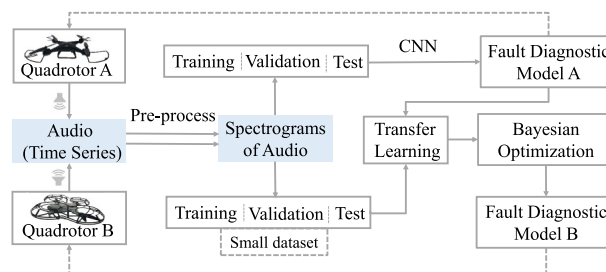 Quadrotor A
Audio
(Time Series)
Quadrotor B
Pre-process
Training Validation Test
Spectrograms
of Audio
Training Validation Test
Small dataset
CNN
Fault Diagnostic
Model A
Transfer
Learning
Bayesian
Optimization
Fault Diagnostic
Model B